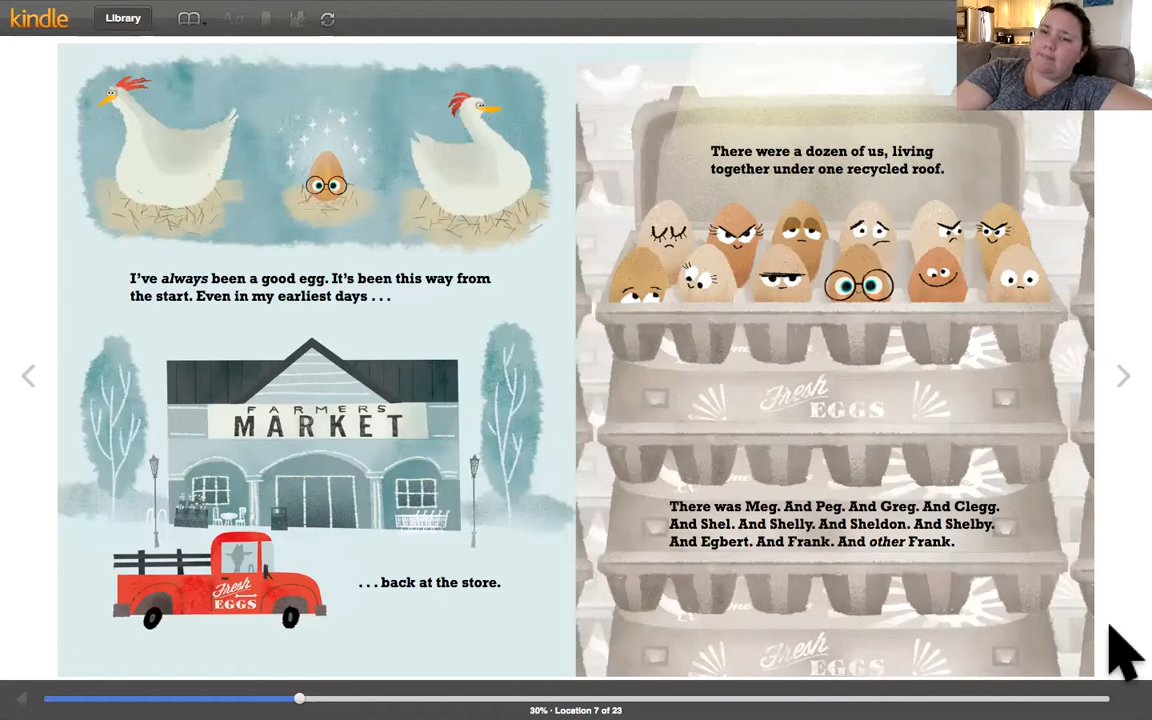 kindle
Library
Aa
I've always been a good egg. It's been this way from
the start. Even in my earliest days . . .
FARMERS
MARKET
Fresh
EGGS
. . . back at the store.
There were a dozen of us, living
together under one recycled roof.
Fresh
EGGS
There was Meg. And Peg. And Greg. And Clegg.
And Shel. And Shelly. And Sheldon. And Shelby.
And Egbert. And Frank. And other Frank.
Fresh
EGGS
30% · Location 7 of 23